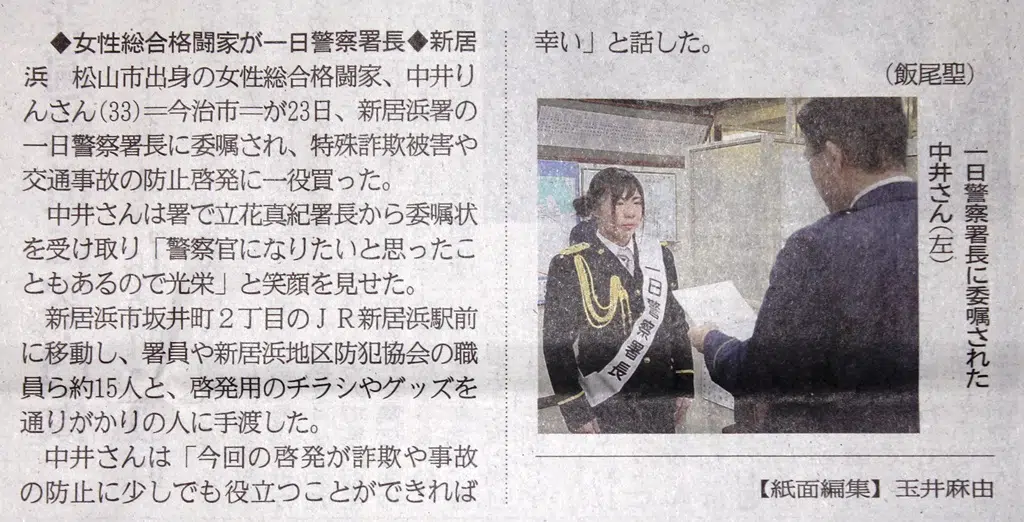 ◆女性総合格闘家が一日警察署長◆新居
浜　松山市出身の女性総合格闘家、中井り
んさん(33)＝今治市＝が23日、新居浜署の
一日警察署長に委嘱され、特殊詐欺被害や
交通事故の防止啓発に一役買った。
　中井さんは署で立花真紀署長から委嘱状
を受け取り「警察官になりたいと思ったこ
ともあるので光栄」と笑顔を見せた。
　新居浜市坂井町２丁目のＪＲ新居浜駅前
に移動し、署員や新居浜地区防犯協会の職
員ら約15人と、啓発用のチラシやグッズを
通りがかりの人に手渡した。
　中井さんは「今回の啓発が詐欺や事故
の防止に少しでも役立つことができれば
幸い」と話した。
（飯尾聖）
一日警察署長
一日警察署長に委嘱された
中井さん(左)
【紙面編集】玉井麻由